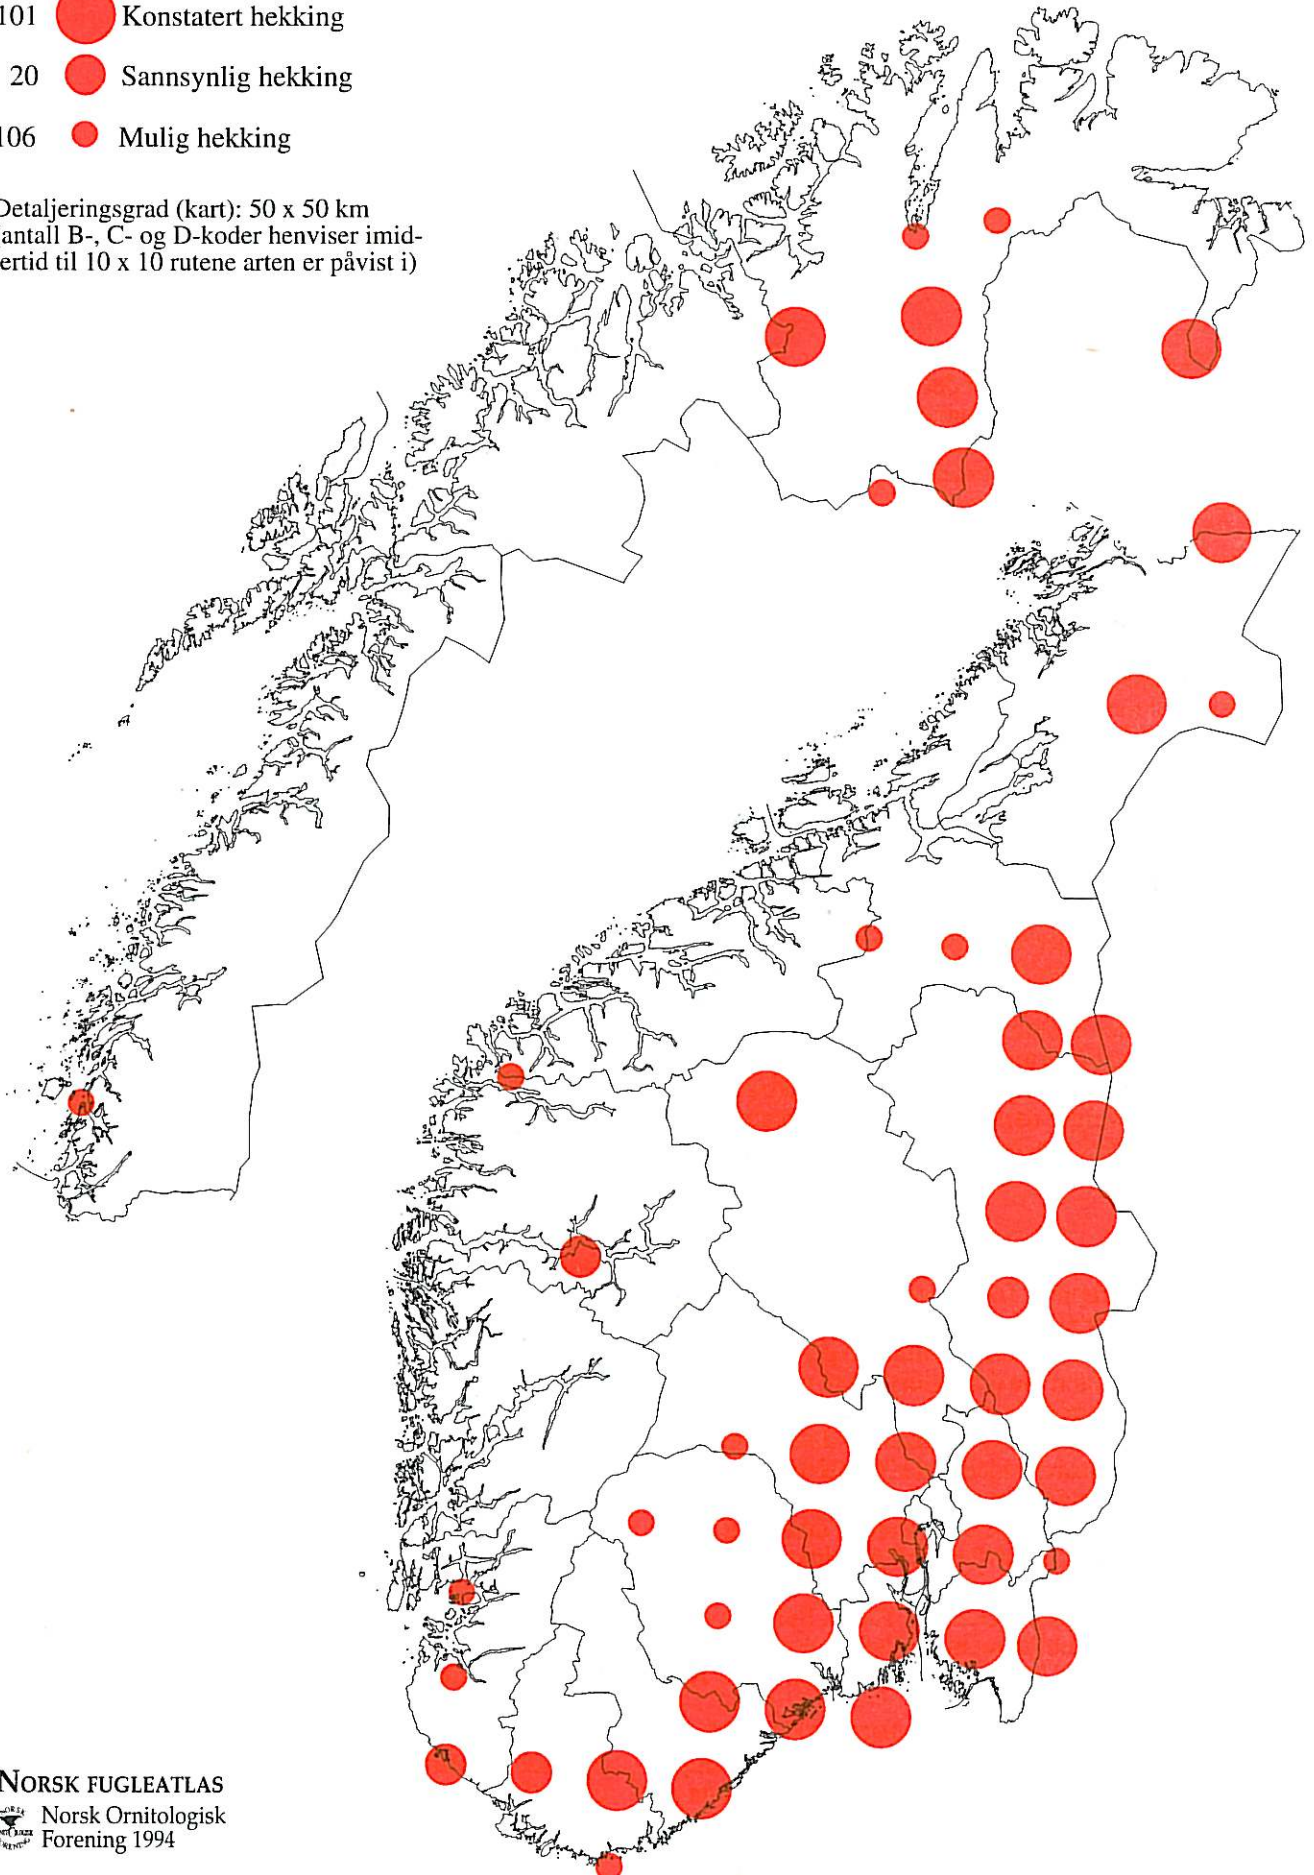 101 Konstatert hekking
20 Sannsynlig hekking
106 Mulig hekking
Detaljeringsgrad (kart): 50 x 50 km
antall B-, C- og D-koder henviser imid-
ertid til 10 x 10 rutene arten er påvist i)
NORSK FUGLEATLAS
Norsk Ornitologisk
Forening 1994